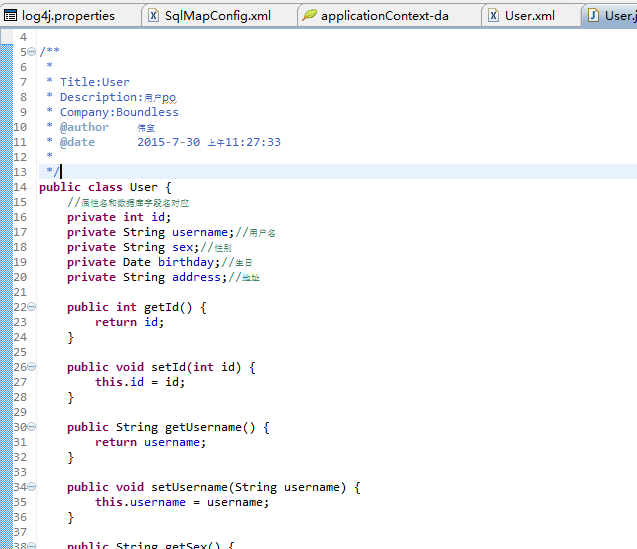 log4j.properties SqlMapConfig.xml applicationContext-da User.xml User.j
4
5 /**
6 *
7 * Title:User
8 * Description:用户po
9 * Company:Boundless
10 * @author 伟宝
11 * @date 2015-7-30 上午11:27:33
12 *
13 */
14 public class User {
15 //属性名和数据库字段名对应
16 private int id;
17 private String username;//用户名
18 private String sex;//性别
19 private Date birthday;//生日
20 private String address;//地址
21
22 public int getId() {
23 return id;
24 }
25
26 public void setId(int id) {
27 this.id = id;
28 }
29
30 public String getUsername() {
31 return username;
32 }
33
34 public void setUsername(String username) {
35 this.username = username;
36 }
37
38 public String getSex() {